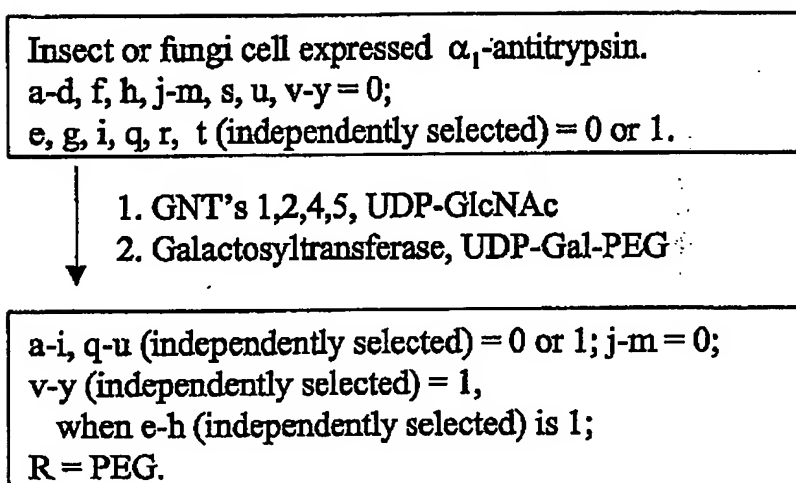 Insect or fungi cell expressed α₁-antitrypsin.
a-d, f, h, j-m, s, u, v-y = 0;
e, g, i, q, r, t (independently selected) = 0 or 1.
1. GNT's 1,2,4,5, UDP-GlcNAc
2. Galactosyltransferase, UDP-Gal-PEG
a-i, q-u (independently selected) = 0 or 1; j-m = 0;
v-y (independently selected) = 1,
when e-h (independently selected) is 1;
R = PEG.